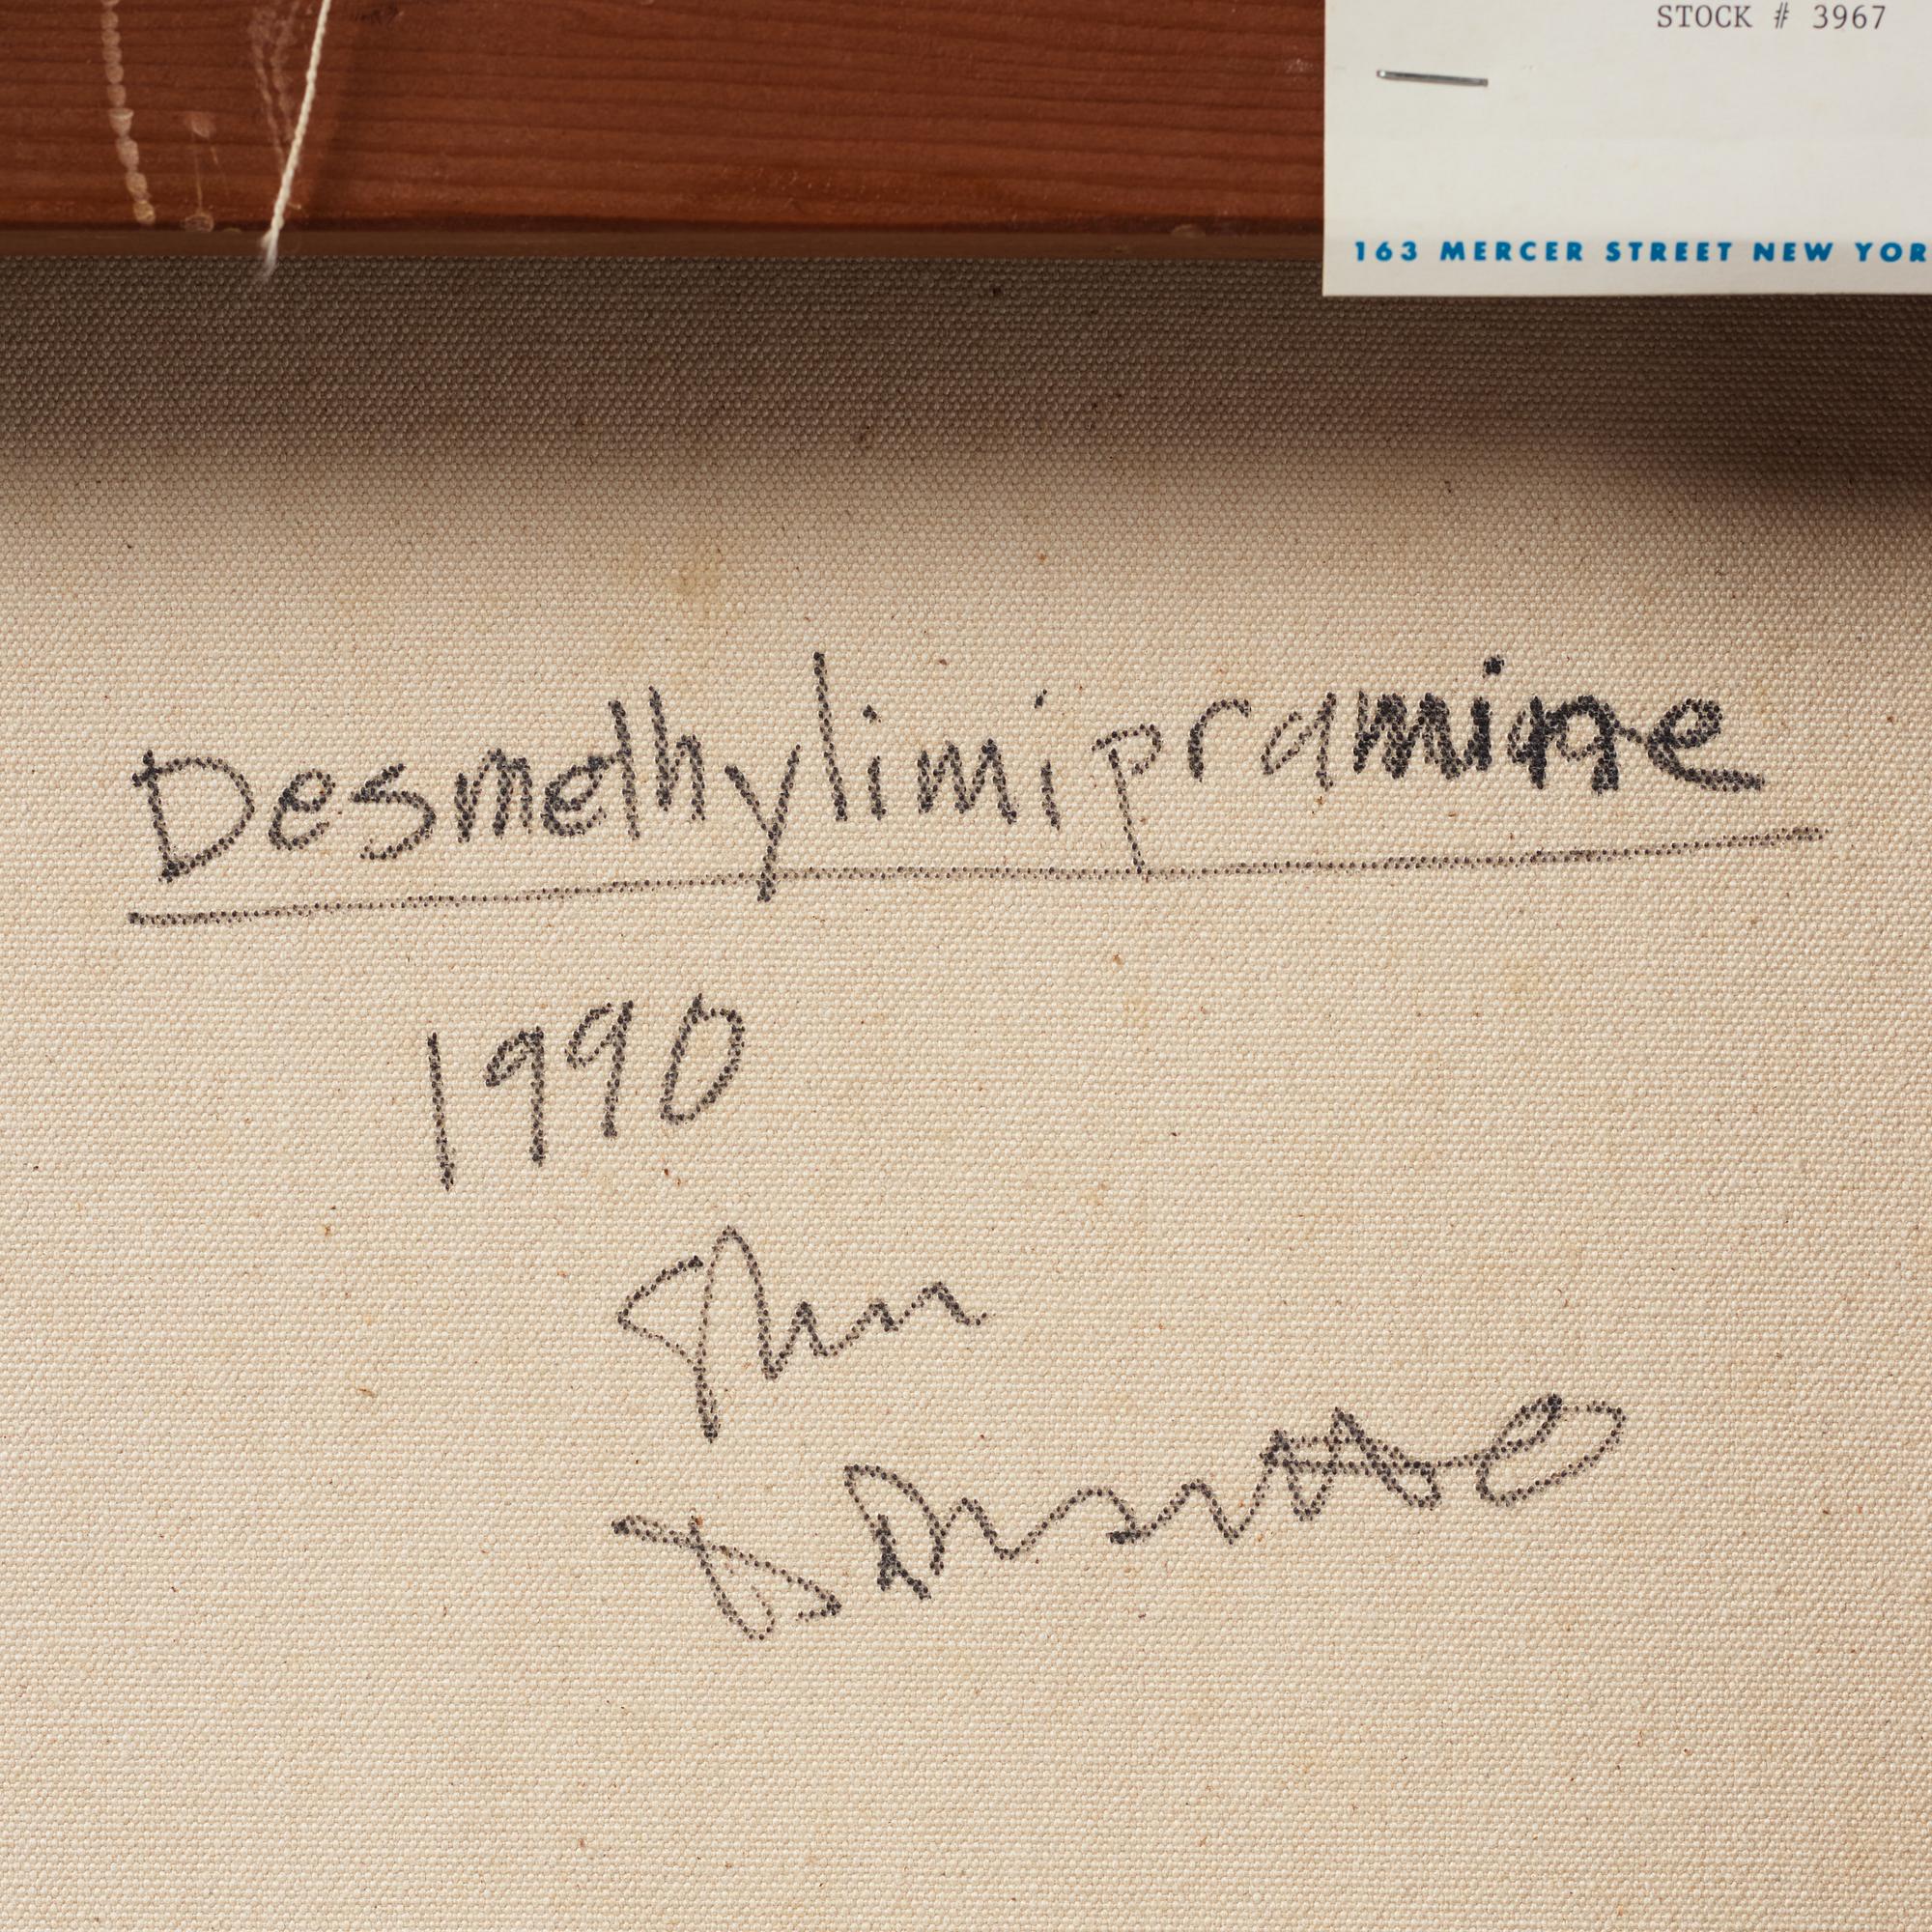 STOCK # 3967
163 MERCER STREET NEW YOR
Desmethylimipramine
1990